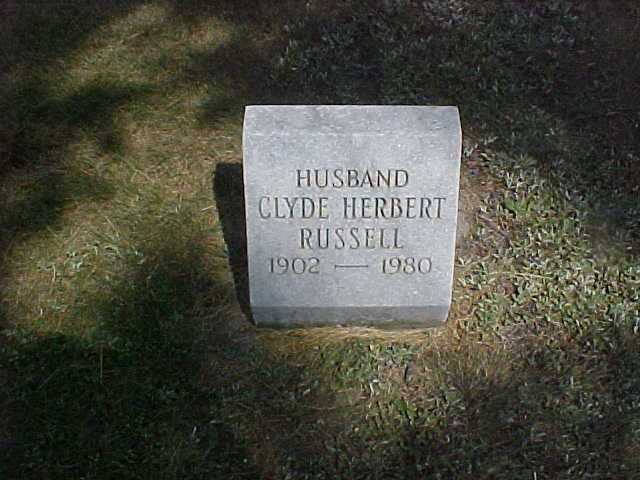 HUSBAND
CLYDE HERBERT
RUSSELL
1902 — 1980